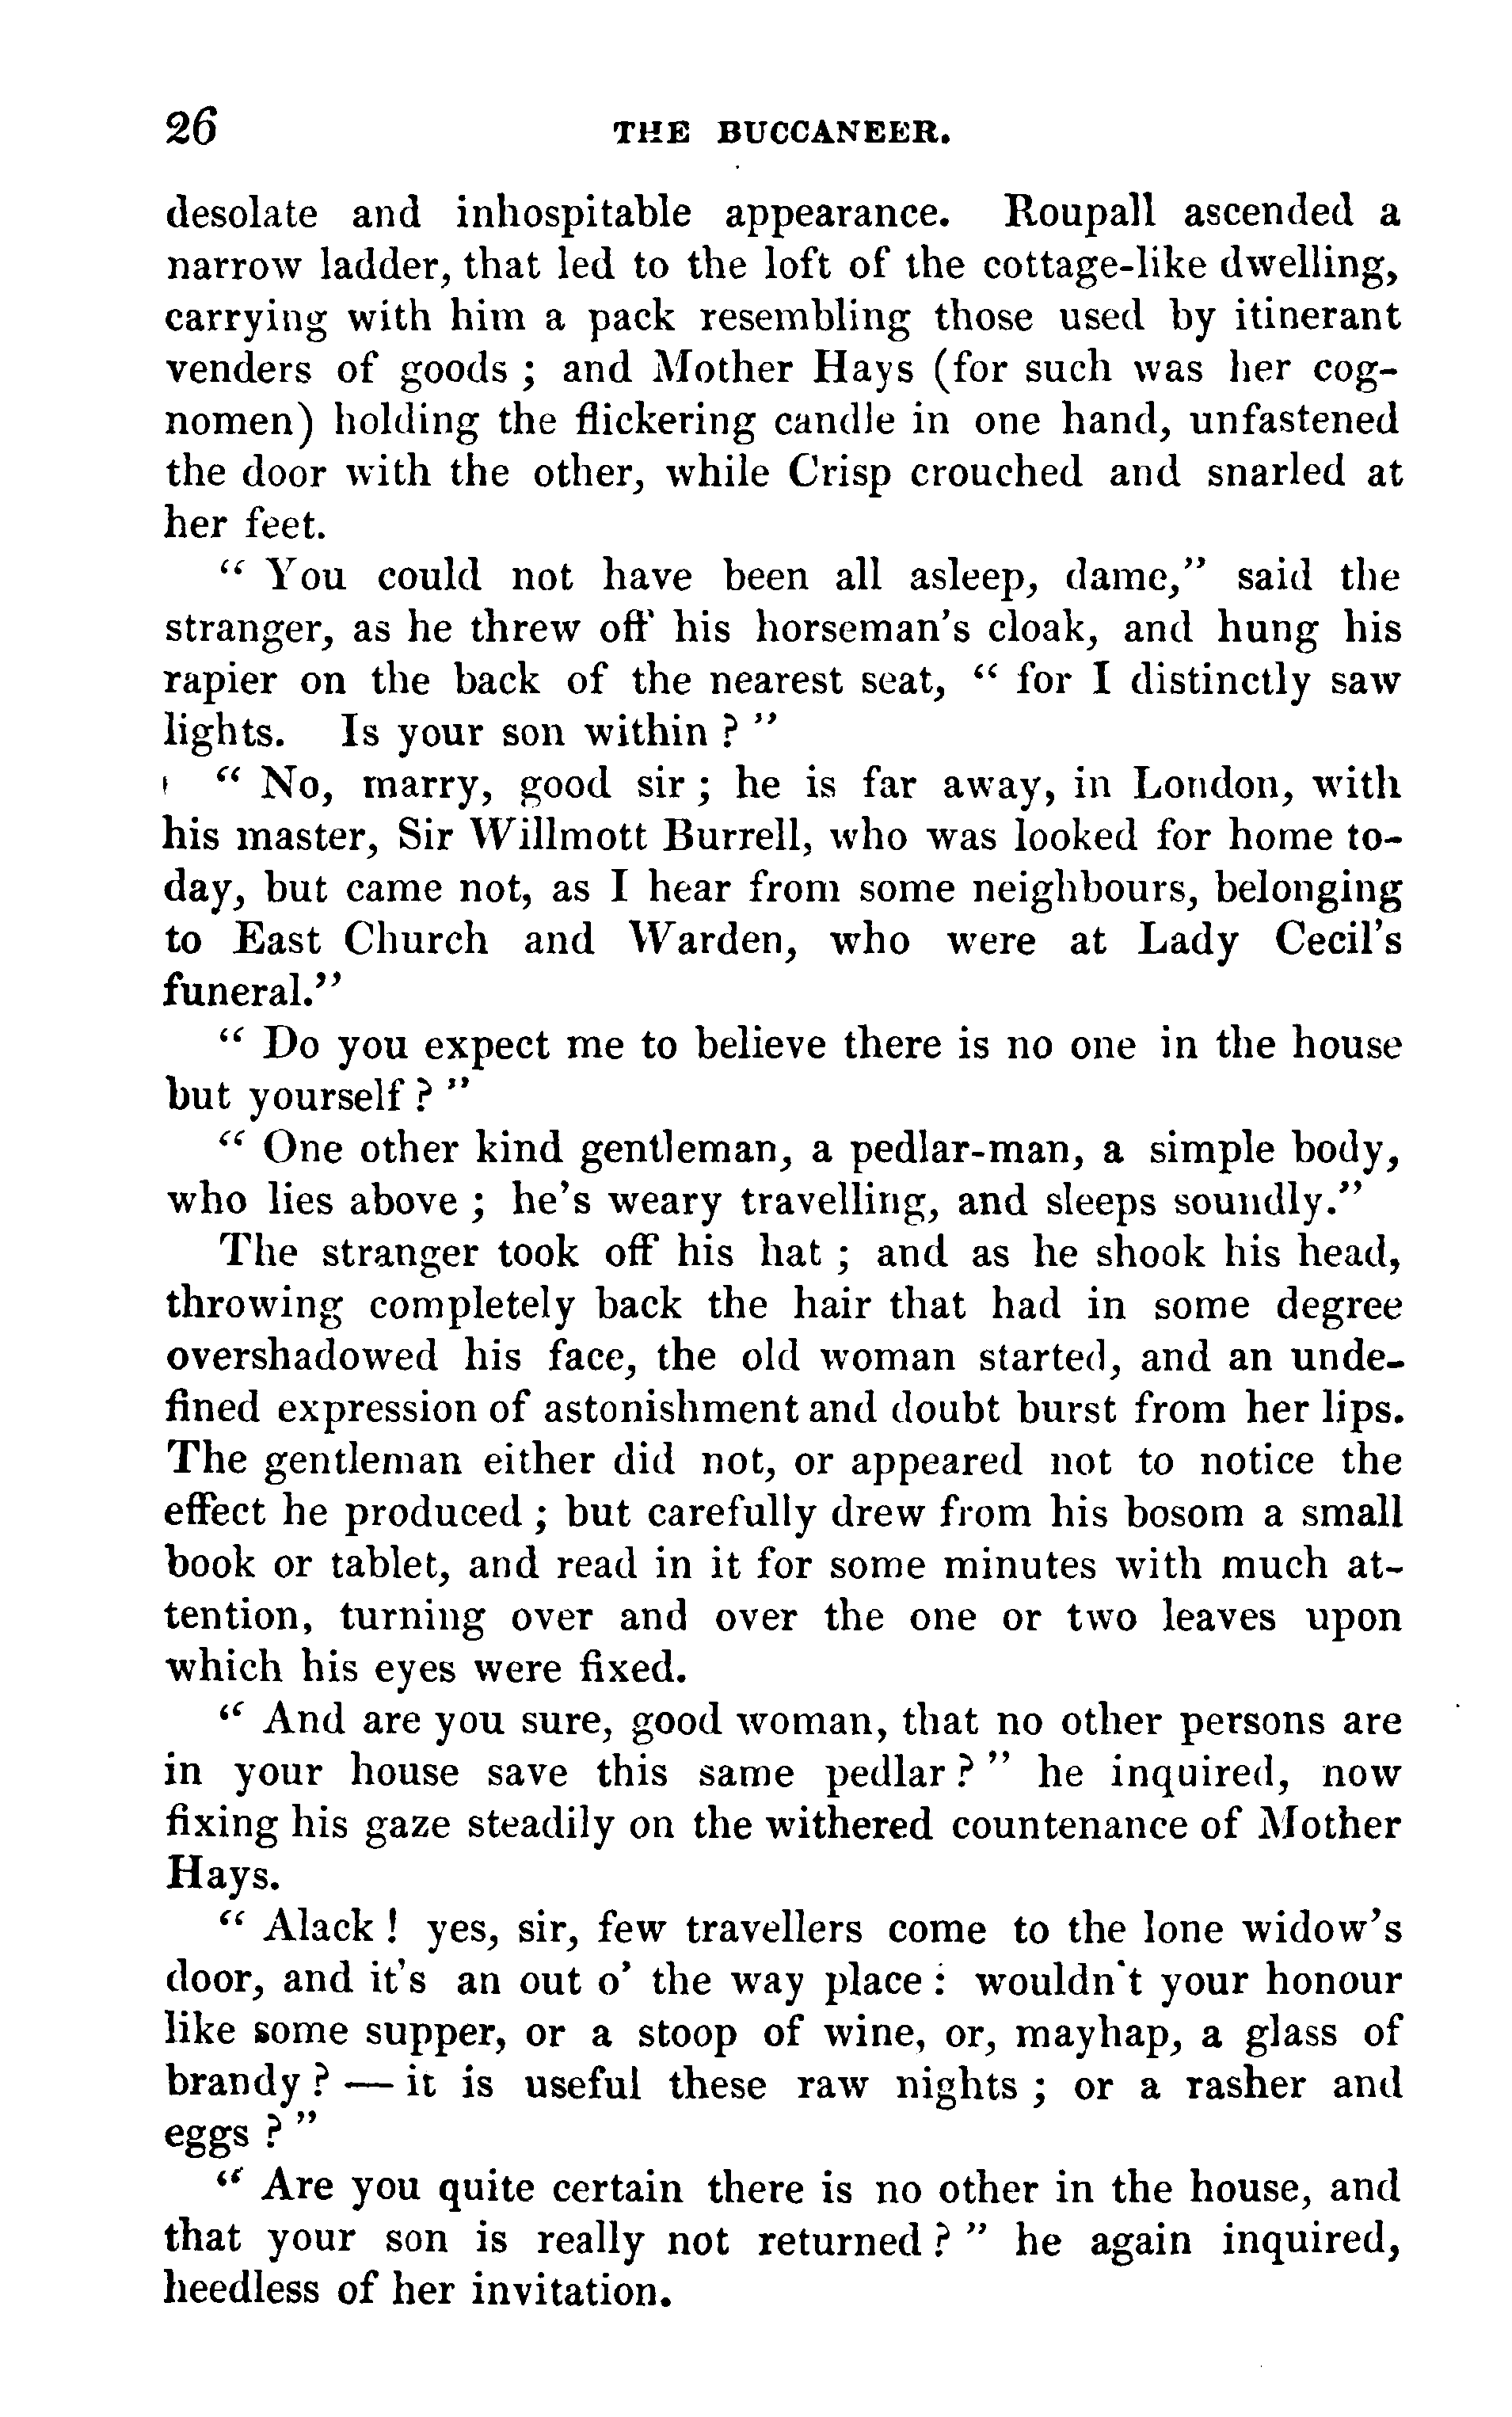 26 THE BUCCANEER.
desolate and inhospitable appearance. Roupall ascended a
narrow ladder, that led to the loft of the cottage-like dwelling,
carrying with him a pack resembling those used by itinerant
venders of goods ; and Mother Hays (for such was her cog-
nomen) holding the flickering candle in one hand, unfastened
the door with the other, while Crisp crouched and snarled at
her feet.
“ You could not have been all asleep, dame,” said the
stranger, as he threw off his horseman's cloak, and hung his
rapier on the back of the nearest seat, “ for I distinctly saw
lights. Is your son within ? ”
“ No, marry, good sir ; he is far away, in London, with
his master, Sir Willmott Burrell, who was looked for home to-
day, but came not, as I hear from some neighbours, belonging
to East Church and Warden, who were at Lady Cecil's
funeral.”
“ Do you expect me to believe there is no one in the house
but yourself ? ”
“ One other kind gentleman, a pedlar-man, a simple body,
who lies above ; he's weary travelling, and sleeps soundly.”
The stranger took off his hat ; and as he shook his head,
throwing completely back the hair that had in some degree
overshadowed his face, the old woman started, and an unde-
fined expression of astonishment and doubt burst from her lips.
The gentleman either did not, or appeared not to notice the
effect he produced ; but carefully drew from his bosom a small
book or tablet, and read in it for some minutes with much at-
tention, turning over and over the one or two leaves upon
which his eyes were fixed.
“ And are you sure, good woman, that no other persons are
in your house save this same pedlar ? ” he inquired, now
fixing his gaze steadily on the withered countenance of Mother
Hays.
“ Alack ! yes, sir, few travellers come to the lone widow's
door, and it's an out o' the way place : wouldn't your honour
like some supper, or a stoop of wine, or, mayhap, a glass of
brandy ? — it is useful these raw nights ; or a rasher and
eggs ? ”
“ Are you quite certain there is no other in the house, and
that your son is really not returned ? ” he again inquired,
heedless of her invitation.